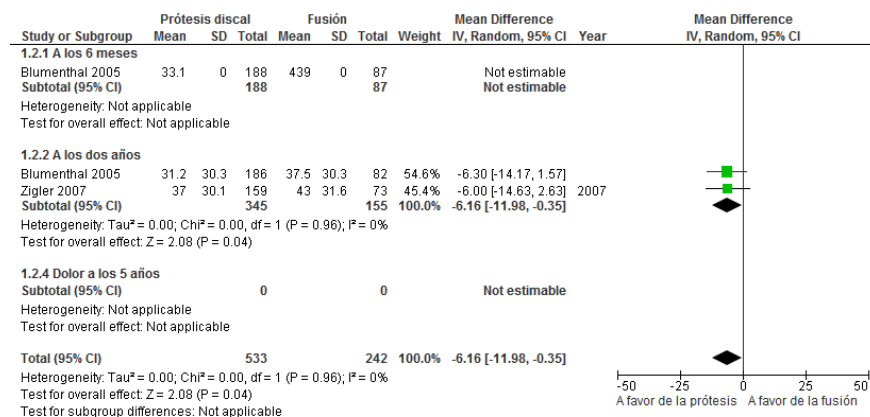 Prótesis discal Fusión Mean Difference Mean Difference
Study or Subgroup Mean SD Total Mean SD Total Weight IV, Random, 95% CI Year IV, Random, 95% CI
1.2.1 A los 6 meses
Blumenthal 2005 33.1 0 188 439 0 87 Not estimable
Subtotal (95% CI) 188 87 Not estimable
Heterogeneity: Not applicable
Test for overall effect: Not applicable
1.2.2 A los dos años
Blumenthal 2005 31.2 30.3 186 37.5 30.3 82 54.6% -6.30 [-14.17, 1.57]
Zigler 2007 37 30.1 159 43 31.6 73 45.4% -6.00 [-14.63, 2.63] 2007
Subtotal (95% CI) 345 155 100.0% -6.16 [-11.98, -0.35]
Heterogeneity: Tau² = 0.00; Chi² = 0.00, df = 1 (P = 0.96); I² = 0%
Test for overall effect: Z = 2.08 (P = 0.04)
1.2.4 Dolor a los 5 años
Subtotal (95% CI) 0 0 Not estimable
Heterogeneity: Not applicable
Test for overall effect: Not applicable
Total (95% CI) 533 242 100.0% -6.16 [-11.98, -0.35]
Heterogeneity: Tau² = 0.00; Chi² = 0.00, df = 1 (P = 0.96); I² = 0%
Test for overall effect: Z = 2.08 (P = 0.04)
Test for subgroup differences: Not applicable
-50 -25 0 25 50
A favor de la prótesis A favor de la fusión